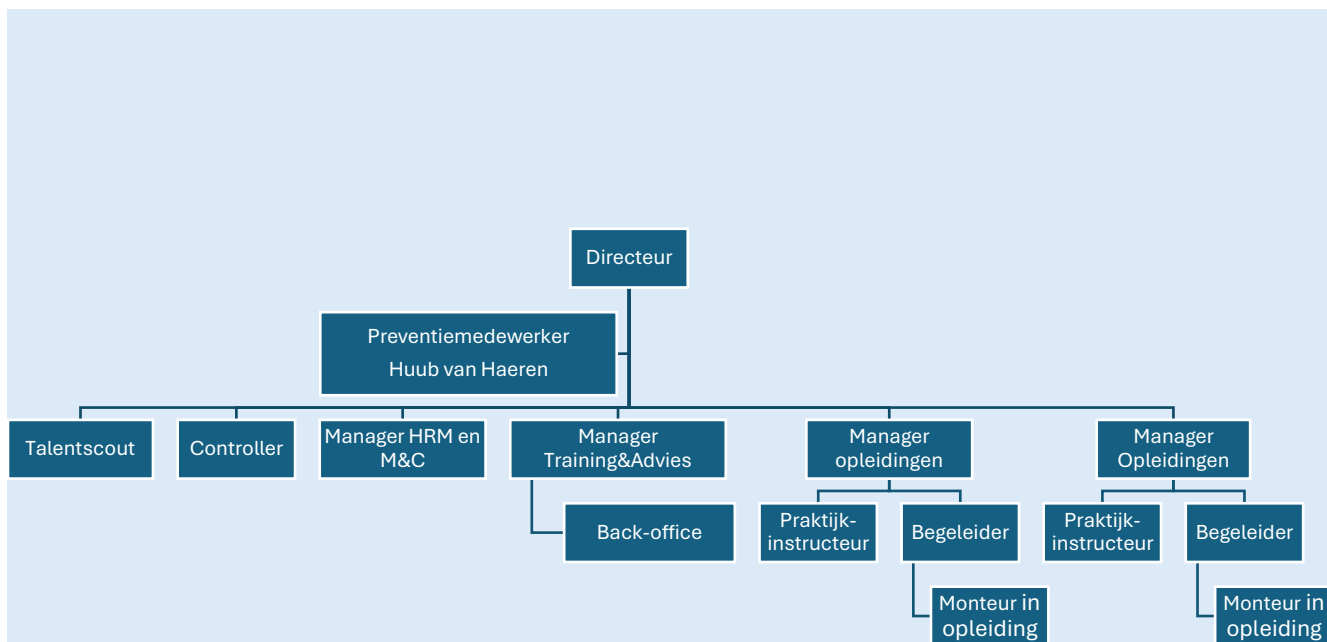 Directeur
Preventiemedewerker
Huub van Haeren
Talentscout
Controller
Manager HRM en
M&C
Manager
Training&Advies
Manager
opleidingen
Manager
Opleidingen
Back-office
Praktijk-
instructeur
Begeleider
Praktijk-
instructeur
Begeleider
Monteur in
opleiding
Monteur in
opleiding